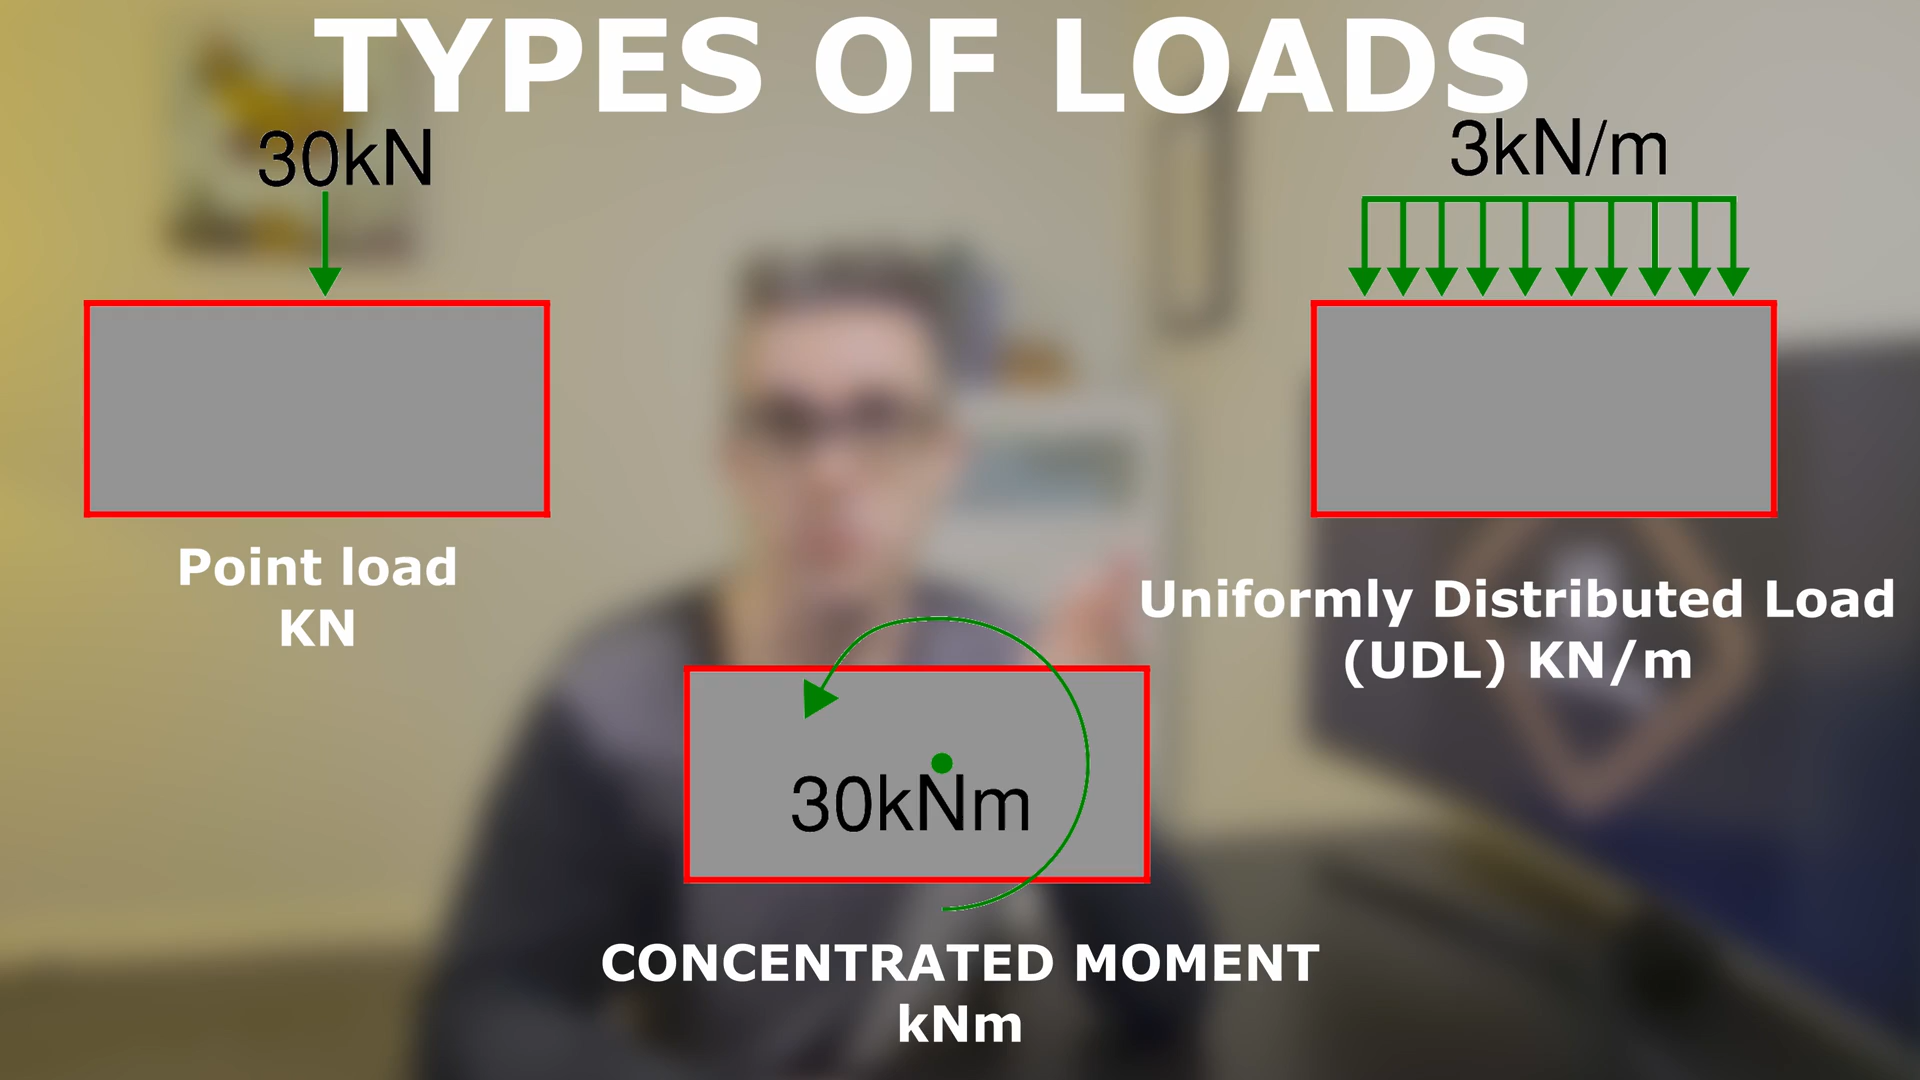 TYPES OF LOADS
30kN
3kN/m
Point load
KN
Uniformly Distributed Load
(UDL) KN/m
30kNm
CONCENTRATED MOMENT
kNm